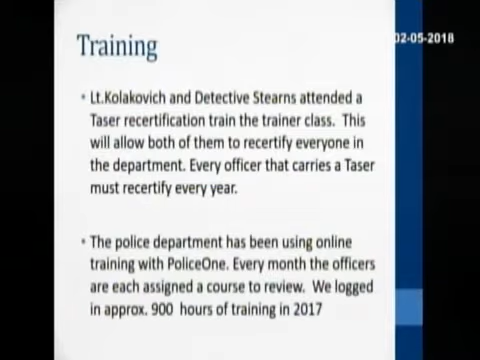 Training
02-05-2018
• Lt.Kolakovich and Detective Stearns attended a
Taser recertification train the trainer class.  This
will allow both of them to recertify everyone in
the department. Every officer that carries a Taser
must recertify every year.
• The police department has been using online
training with PoliceOne. Every month the officers
are each assigned a course to review.  We logged
in approx. 900  hours of training in 2017